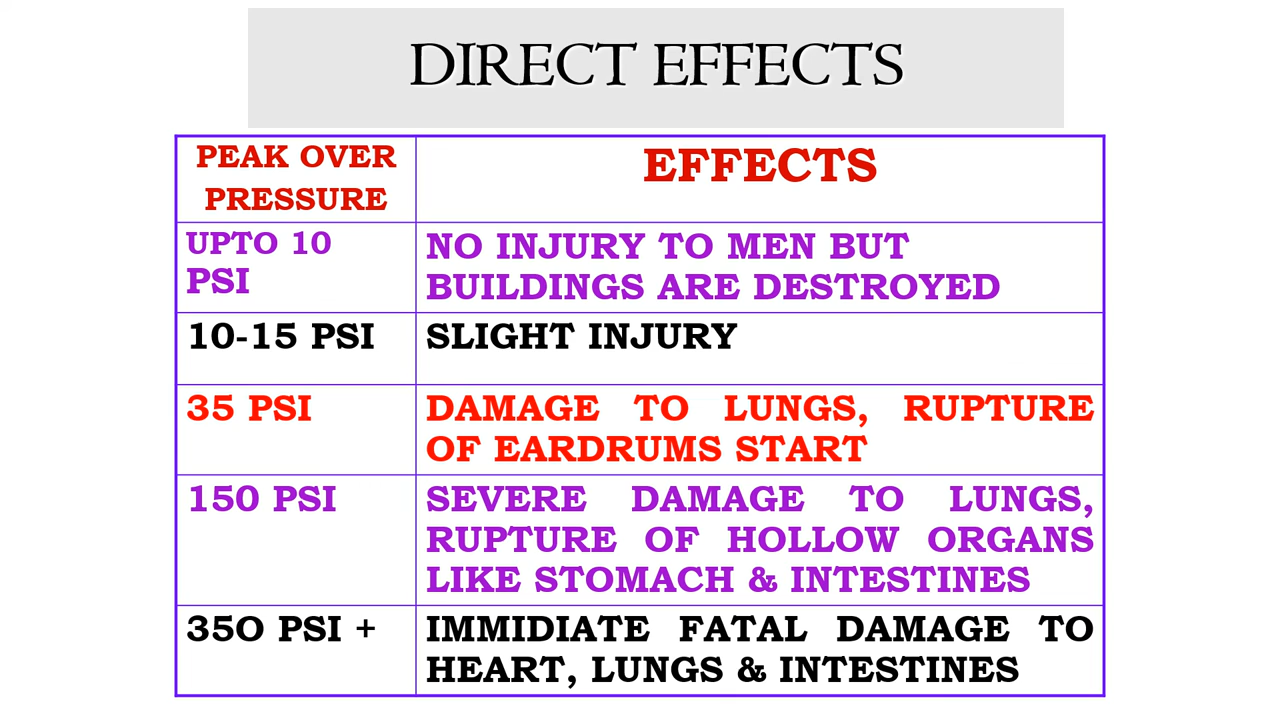 DIRECT EFFECTS
PEAK OVER
PRESSURE
EFFECTS
UPTO 10
PSI
NO INJURY TO MEN BUT
BUILDINGS ARE DESTROYED
10-15 PSI
SLIGHT INJURY
35 PSI
DAMAGE TO LUNGS, RUPTURE
OF EARDRUMS START
150 PSI
SEVERE DAMAGE TO LUNGS,
RUPTURE OF HOLLOW ORGANS
LIKE STOMACH & INTESTINES
35O PSI +
IMMIDIATE FATAL DAMAGE TO
HEART, LUNGS & INTESTINES